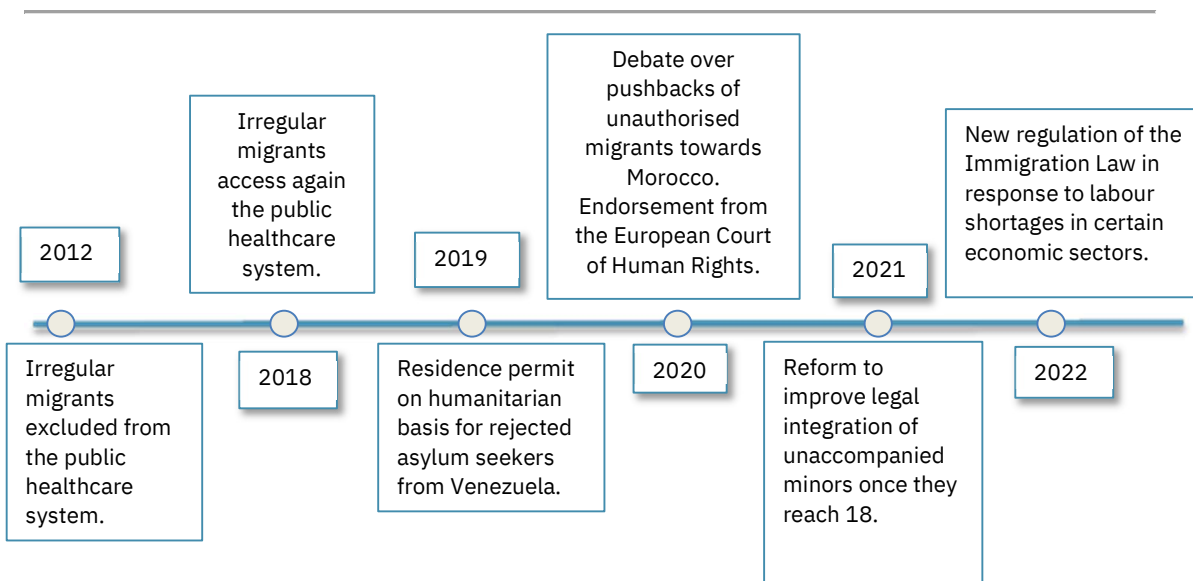 2012
Irregular
migrants
excluded from
the public
healthcare
system.
Irregular
migrants
access again
the public
healthcare
system.
2018
2019
Residence permit
on humanitarian
basis for rejected
asylum seekers
from Venezuela.
Debate over
pushbacks of
unauthorised
migrants towards
Morocco.
Endorsement from
the European Court
of Human Rights.
2020
2021
Reform to
improve legal
integration of
unaccompanied
minors once they
reach 18.
New regulation of the
Immigration Law in
response to labour
shortages in certain
economic sectors.
2022